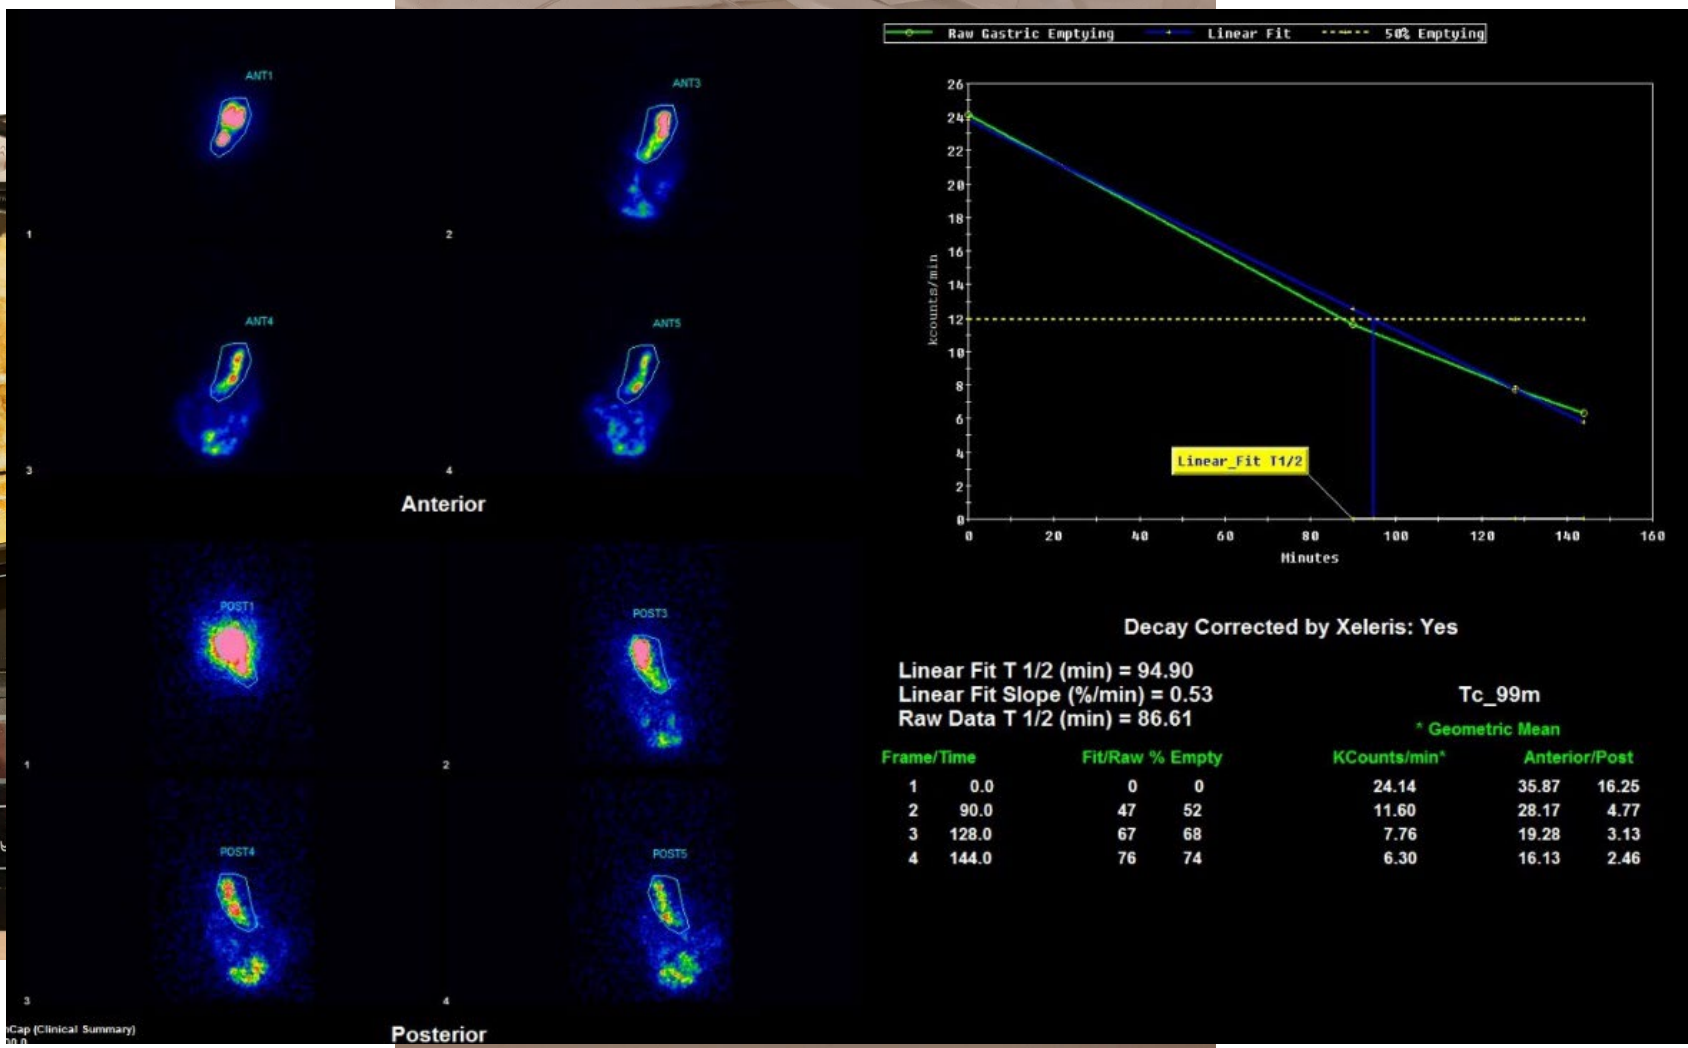 ANT1
ANT3
1
2
ANT4
ANT5
3
4
Anterior
POST1
POST3
1
2
POST4
POST5
3
4
Cap (Clinical Summary)
Posterior
Raw Gastric Emptying Linear Fit 50% Emptying
26
24
22
20
18
16
14
12
10
8
6
4
2
0
kcounts/min
Linear_Fit T1/2
0 20 40 60 80 100 120 140 160
Minutes
Decay Corrected by Xeleris: Yes
Linear Fit T 1/2 (min) = 94.90
Linear Fit Slope (%/min) = 0.53
Raw Data T 1/2 (min) = 86.61
Tc_99m
* Geometric Mean
Frame/Time Fit/Raw % Empty KCounts/min* Anterior/Post
1 0.0 0 0 24.14 35.87 16.25
2 90.0 47 52 11.60 28.17 4.77
3 128.0 67 68 7.76 19.28 3.13
4 144.0 76 74 6.30 16.13 2.46